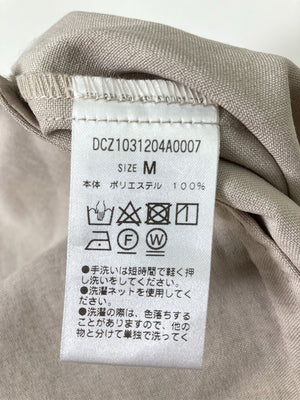 DCZ1031204A0007
SIZE M
本体 ポリエステル 100%
F W
●手洗いは短時間で軽く押
し洗いをしてください。
●洗濯ネットを使用してく
ださい。
●洗濯の際は、色落ちする
ことがありますので、他の
物と分けて単独で洗ってく